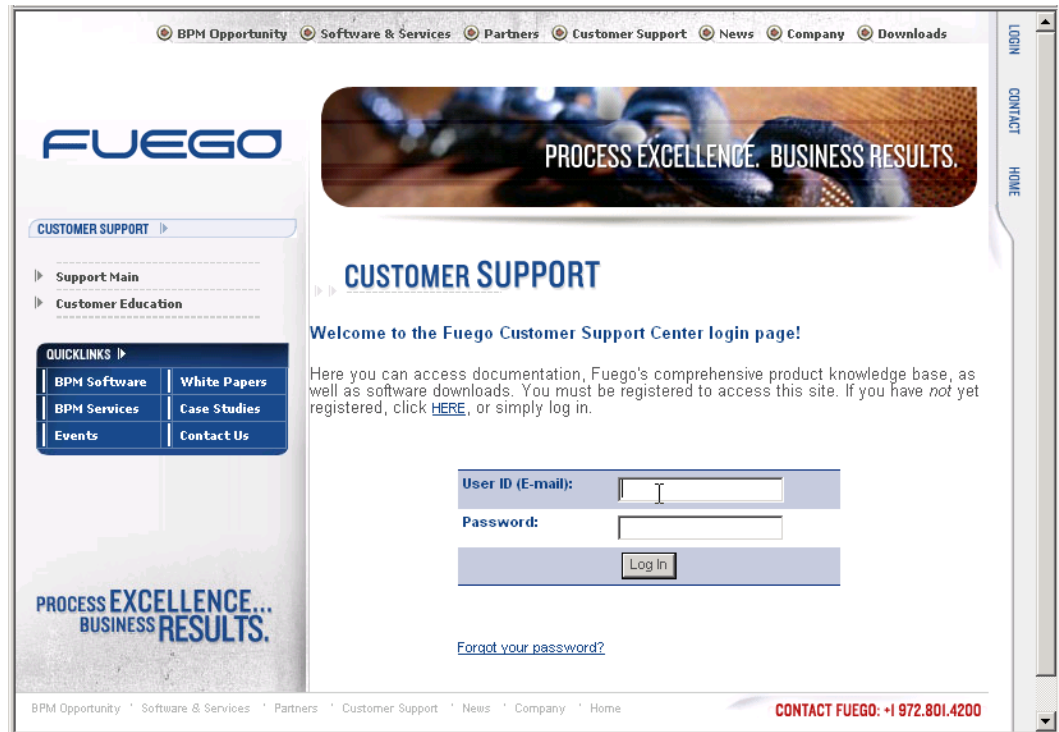 BPM Opportunity Software & Services Partners Customer Support News Company Downloads
LOGIN
CONTACT
HOME
FUEGO
PROCESS EXCELLENCE. BUSINESS RESULTS.
CUSTOMER SUPPORT
Support Main
Customer Education
QUICKLINKS
BPM Software White Papers
BPM Services Case Studies
Events Contact Us
PROCESS EXCELLENCE...
BUSINESS RESULTS.
CUSTOMER SUPPORT
Welcome to the Fuego Customer Support Center login page!
Here you can access documentation, Fuego's comprehensive product knowledge base, as
well as software downloads. You must be registered to access this site. If you have not yet
registered, click HERE, or simply log in.
User ID (E-mail):
Password:
Log In
Forgot your password?
BPM Opportunity ' Software & Services ' Partners ' Customer Support ' News ' Company ' Home
CONTACT FUEGO: +1 972.801.4200